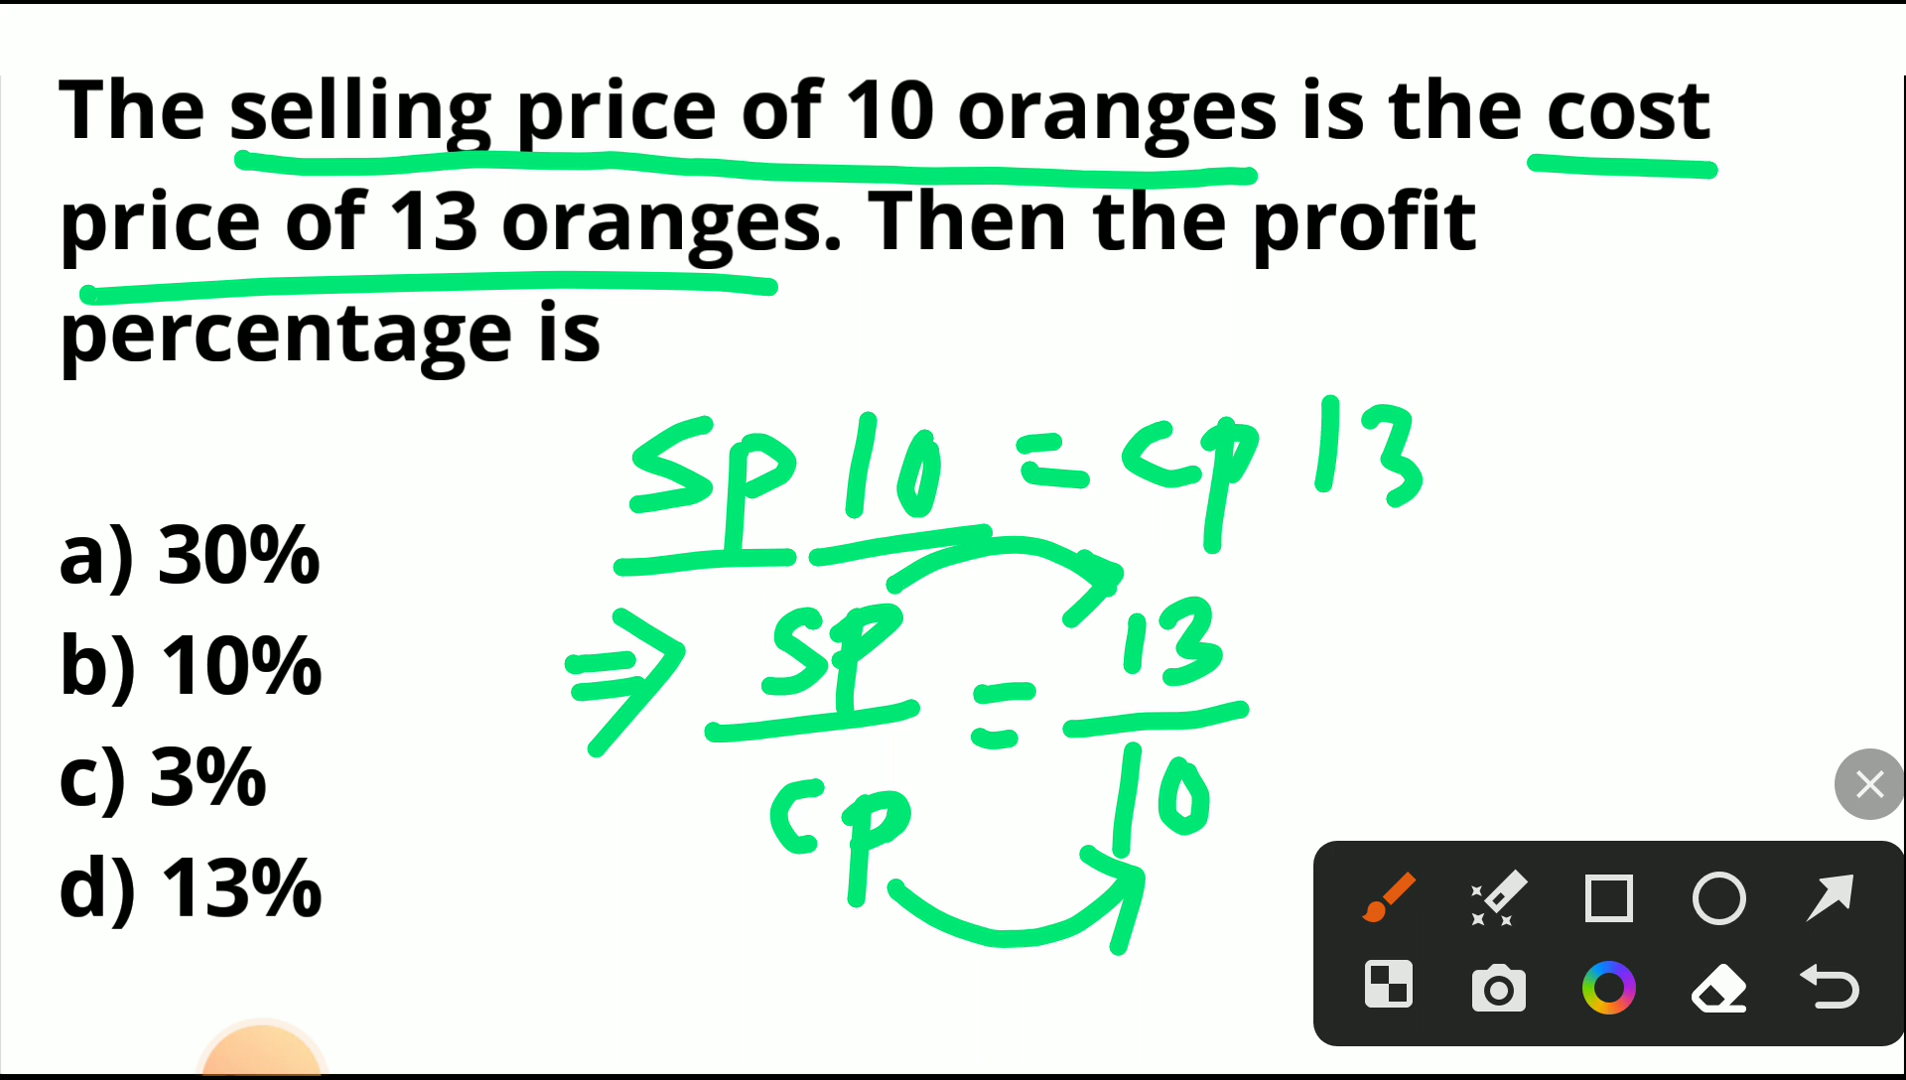 The selling price of 10 oranges is the cost
price of 13 oranges. Then the profit
percentage is
sp 10 = cp 13
a) 30%
b) 10%
c) 3%
d) 13%
⇒ sp/cp = 13/10